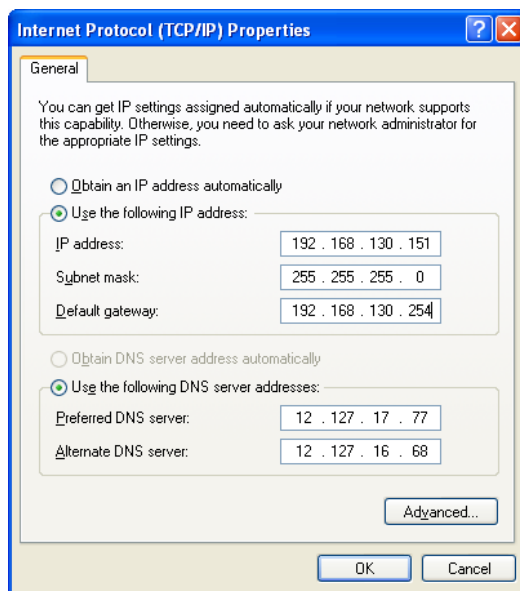 Internet Protocol (TCP/IP) Properties
General
You can get IP settings assigned automatically if your network supports
this capability. Otherwise, you need to ask your network administrator for
the appropriate IP settings.
Obtain an IP address automatically
Use the following IP address:
IP address: 192 . 168 . 130 . 151
Subnet mask: 255 . 255 . 255 . 0
Default gateway: 192 . 168 . 130 . 254
Obtain DNS server address automatically
Use the following DNS server addresses:
Preferred DNS server: 12 . 127 . 17 . 77
Alternate DNS server: 12 . 127 . 16 . 68
Advanced...
OK Cancel